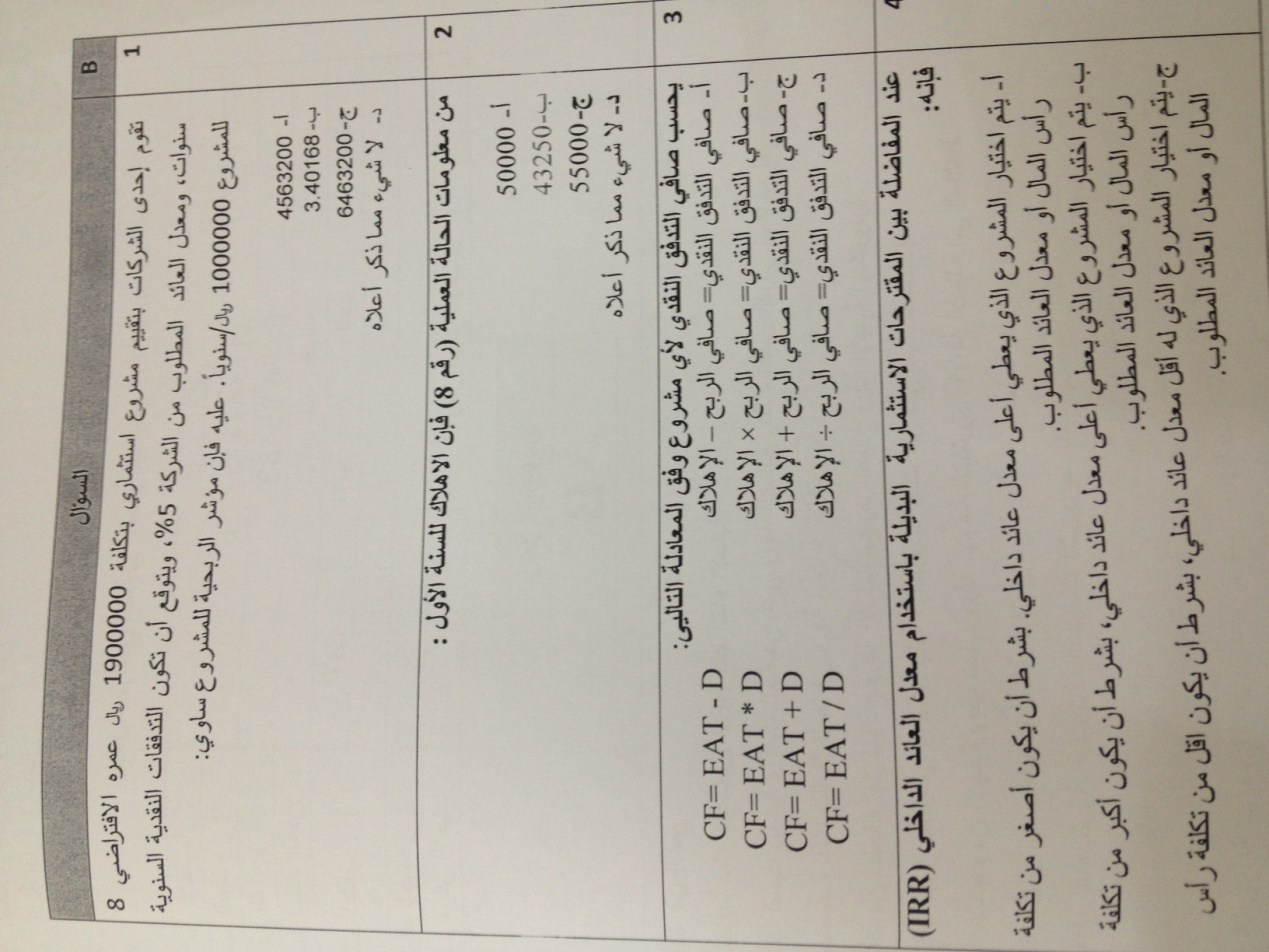 السؤال B
1 تقوم إحدى الشركات بتقييم مشروع استثماري بتكلفة 1900000 ريال عمره الافتراضي 8
سنوات، ومعدل العائد المطلوب من الشركة 5%، ويتوقع أن تكون التدفقات النقدية السنوية
للمشروع 1000000 ريال/سنوياً. عليه فإن مؤشر الربحية للمشروع ساوي:
أ- 4563200
ب- 3.40168
ج- 6463200
د- لا شيء مما ذكر أعلاه
2 من معلومات الحالة العملية (رقم 8) فإن الاهلاك للسنة الأول :
أ- 50000
ب- 43250
ج- 55000
د- لا شيء مما ذكر أعلاه
3 يحسب صافي التدفق النقدي لأي مشروع وفق المعادلة التاليى:
أ- صافي التدفق النقدي= صافي الربح – الإهلاك CF= EAT - D
ب- صافي التدفق النقدي= صافي الربح × الإهلاك CF= EAT * D
ج- صافي التدفق النقدي= صافي الربح + الإهلاك CF= EAT + D
د- صافي التدفق النقدي= صافي الربح ÷ الإهلاك CF= EAT / D
4 عند المفاضلة بين المقترحات الاستثمارية البديلة باستخدام معدل العائد الداخلي (IRR)
فإنه:
أ- يتم اختيار المشروع الذي يعطي أعلى معدل عائد داخلي. بشرط أن يكون أصغر من تكلفة
رأس المال أو معدل العائد المطلوب.
ب- يتم اختيار المشروع الذي يعطي أعلى معدل عائد داخلي، بشرط أن يكون أكبر من تكلفة
رأس المال أو معدل العائد المطلوب.
ج- يتم اختيار المشروع الذي له أقل معدل عائد داخلي، بشرط أن يكون اقل من تكلفة رأس
المال أو معدل العائد المطلوب.